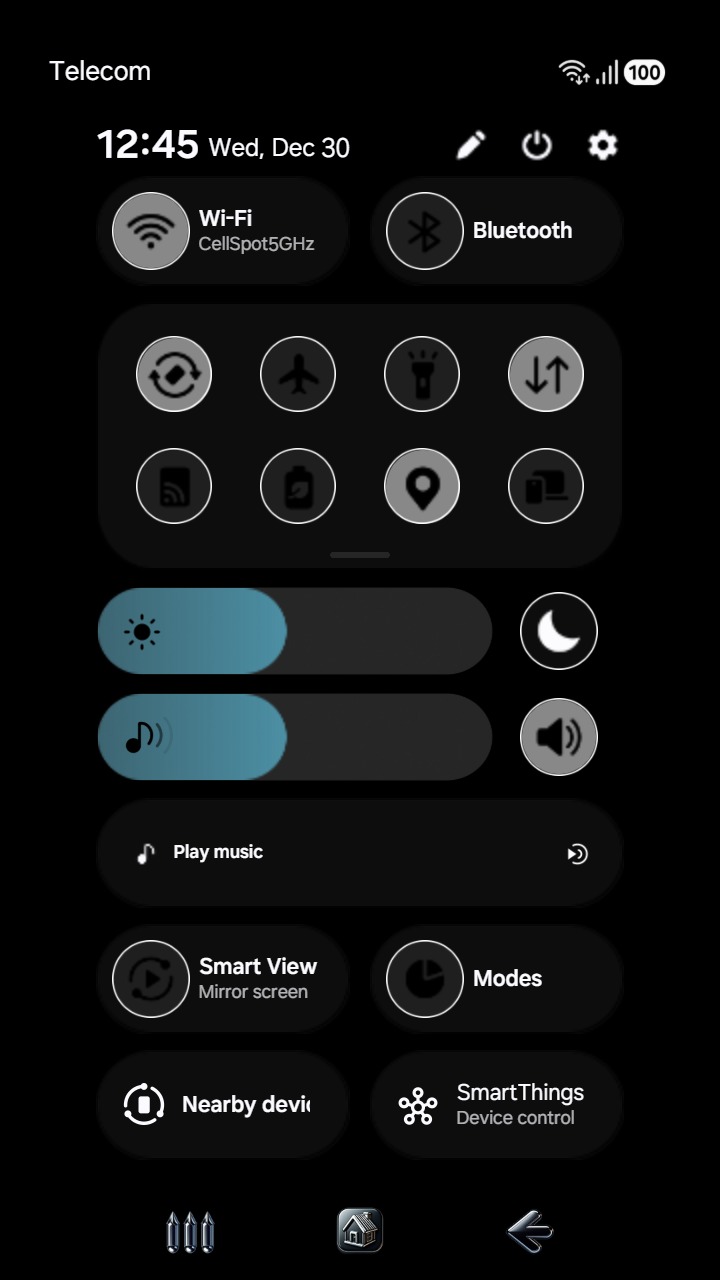 Telecom
100
12:45 Wed, Dec 30
Wi-Fi
CellSpot5GHz
Bluetooth
Play music
Smart View
Mirror screen
Modes
Nearby devi
SmartThings
Device control